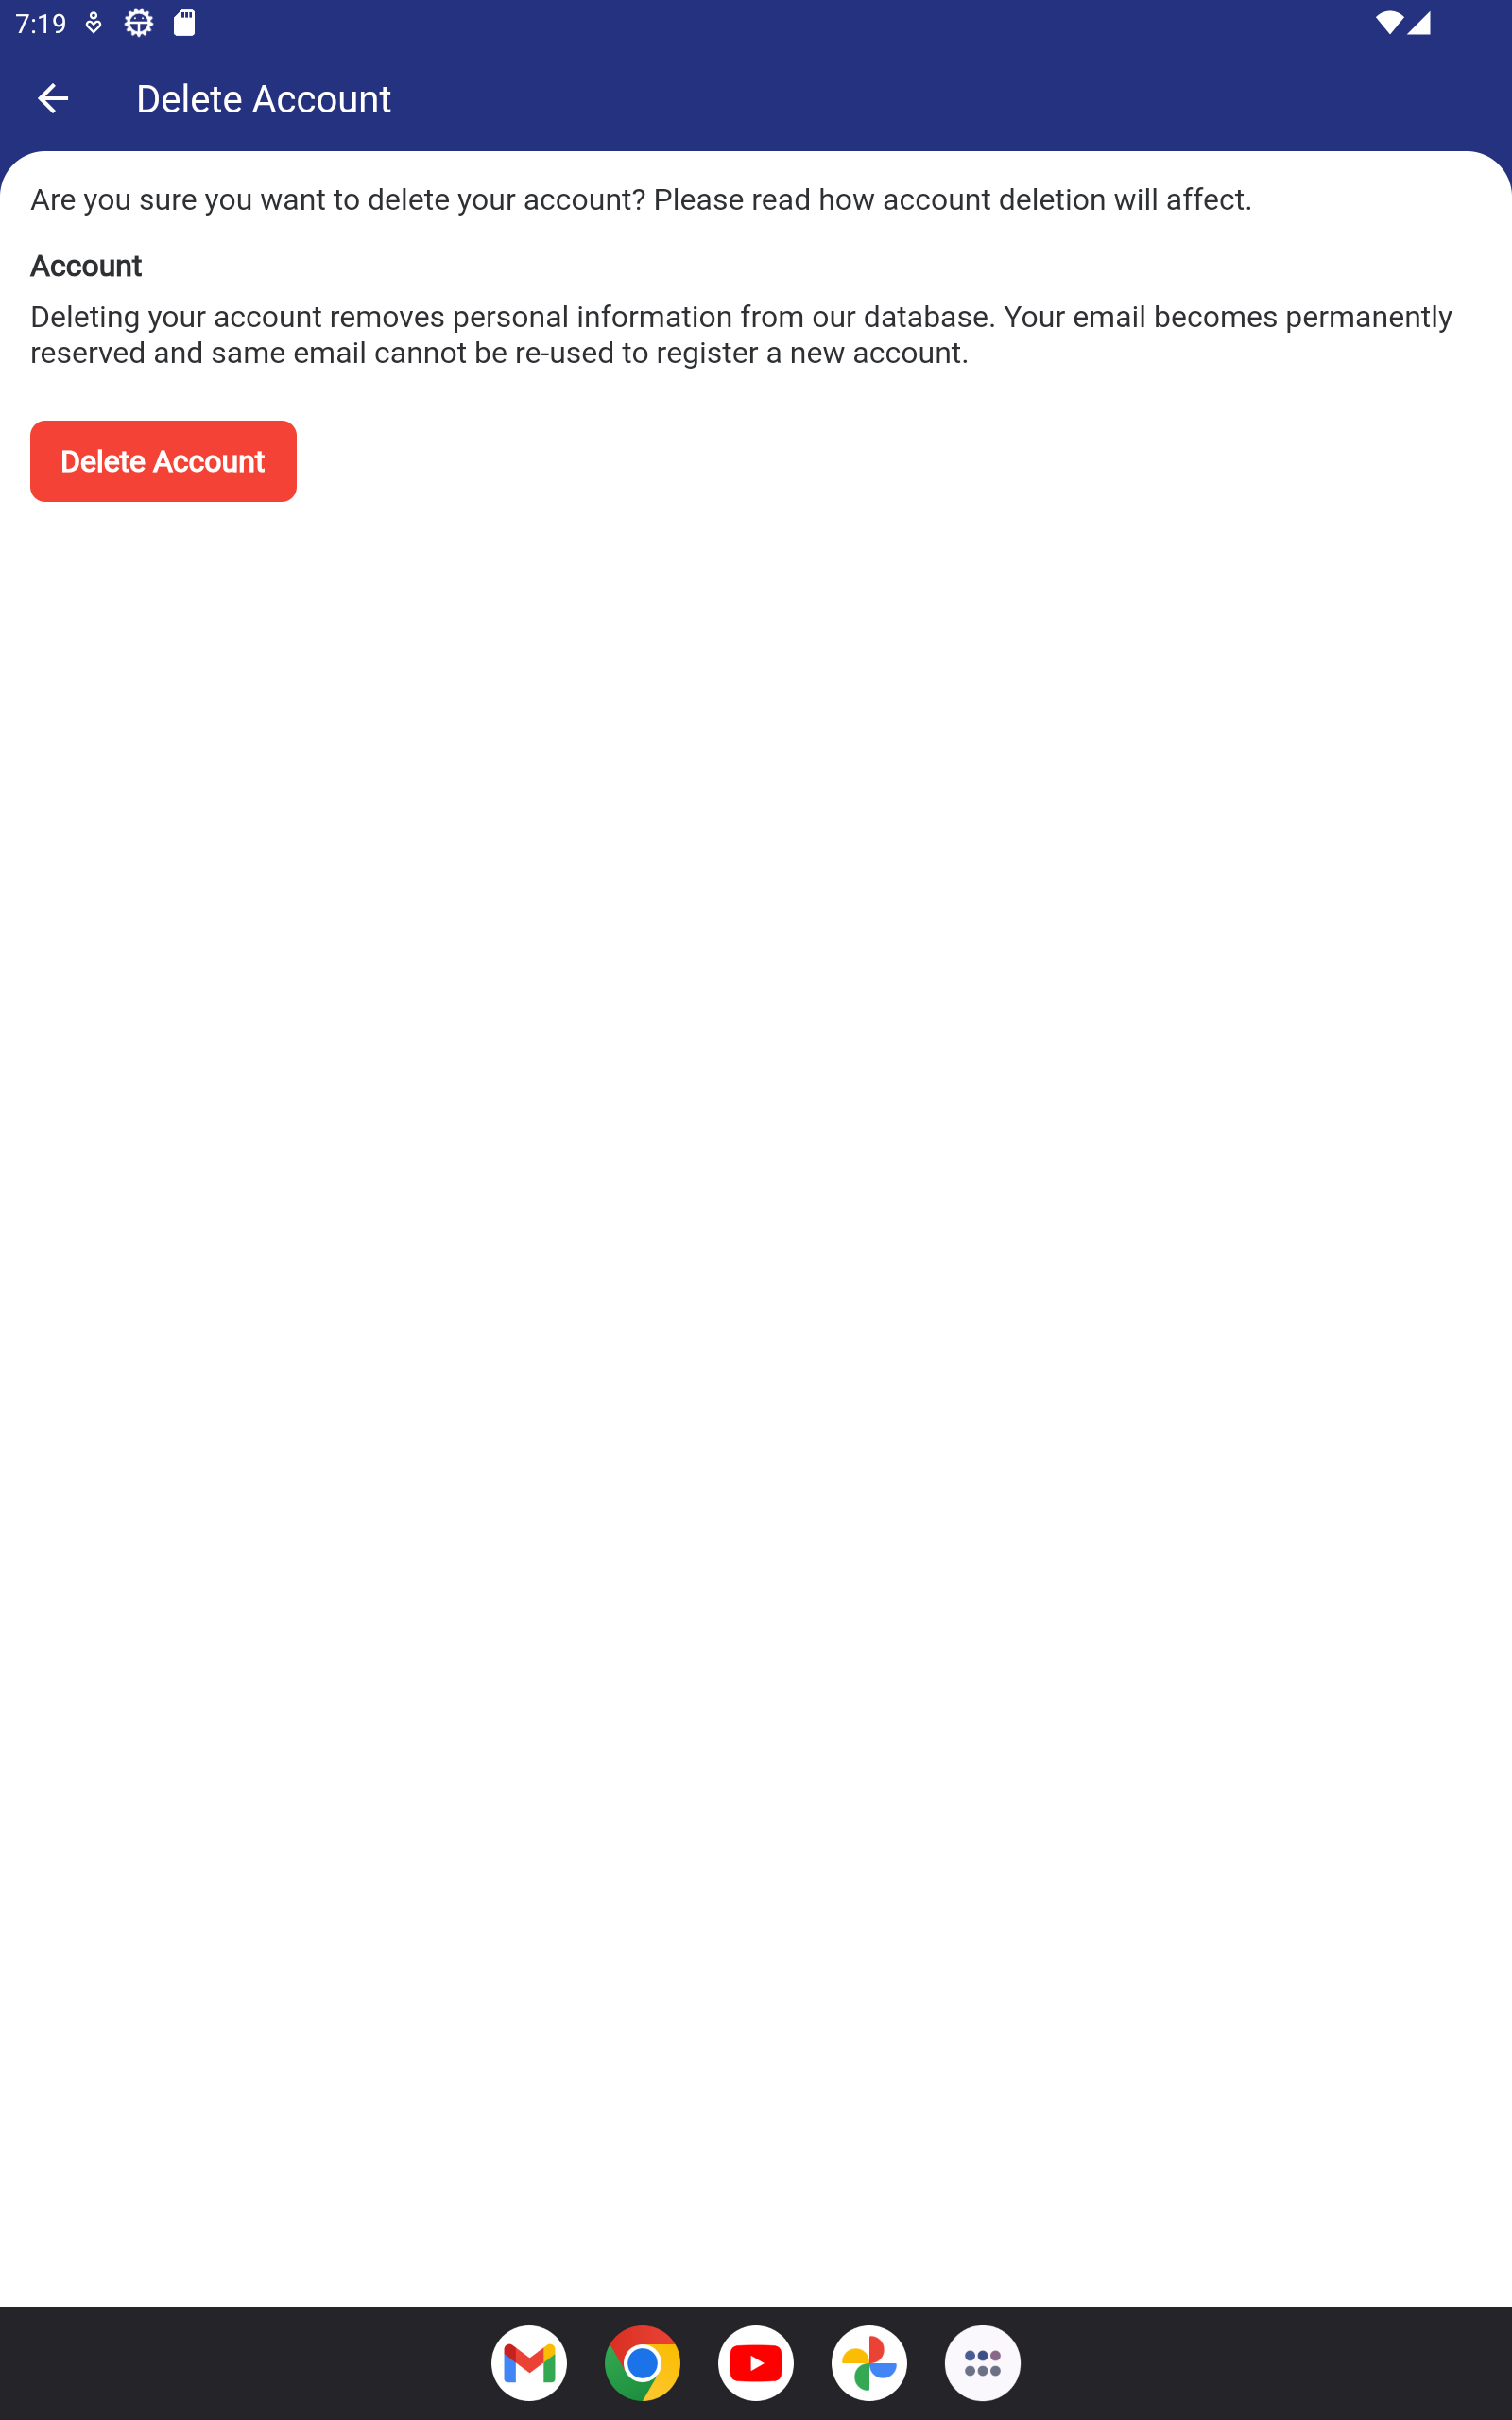 7:19
Delete Account
Are you sure you want to delete your account? Please read how account deletion will affect.
Account
Deleting your account removes personal information from our database. Your email becomes permanently
reserved and same email cannot be re-used to register a new account.
Delete Account